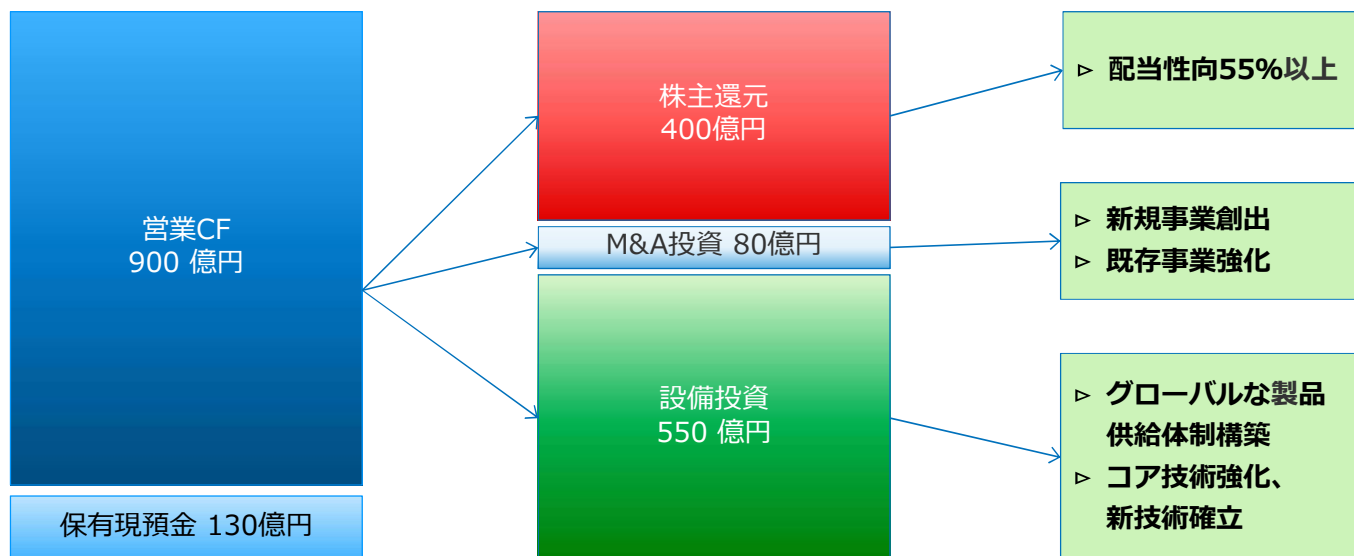 営業CF
900 億円
保有現預金 130億円
株主還元
400億円
M&A投資 80億円
設備投資
550 億円
▹ 配当性向55%以上
▹ 新規事業創出
▹ 既存事業強化
▹ グローバルな製品
供給体制構築
▹ コア技術強化、
新技術確立